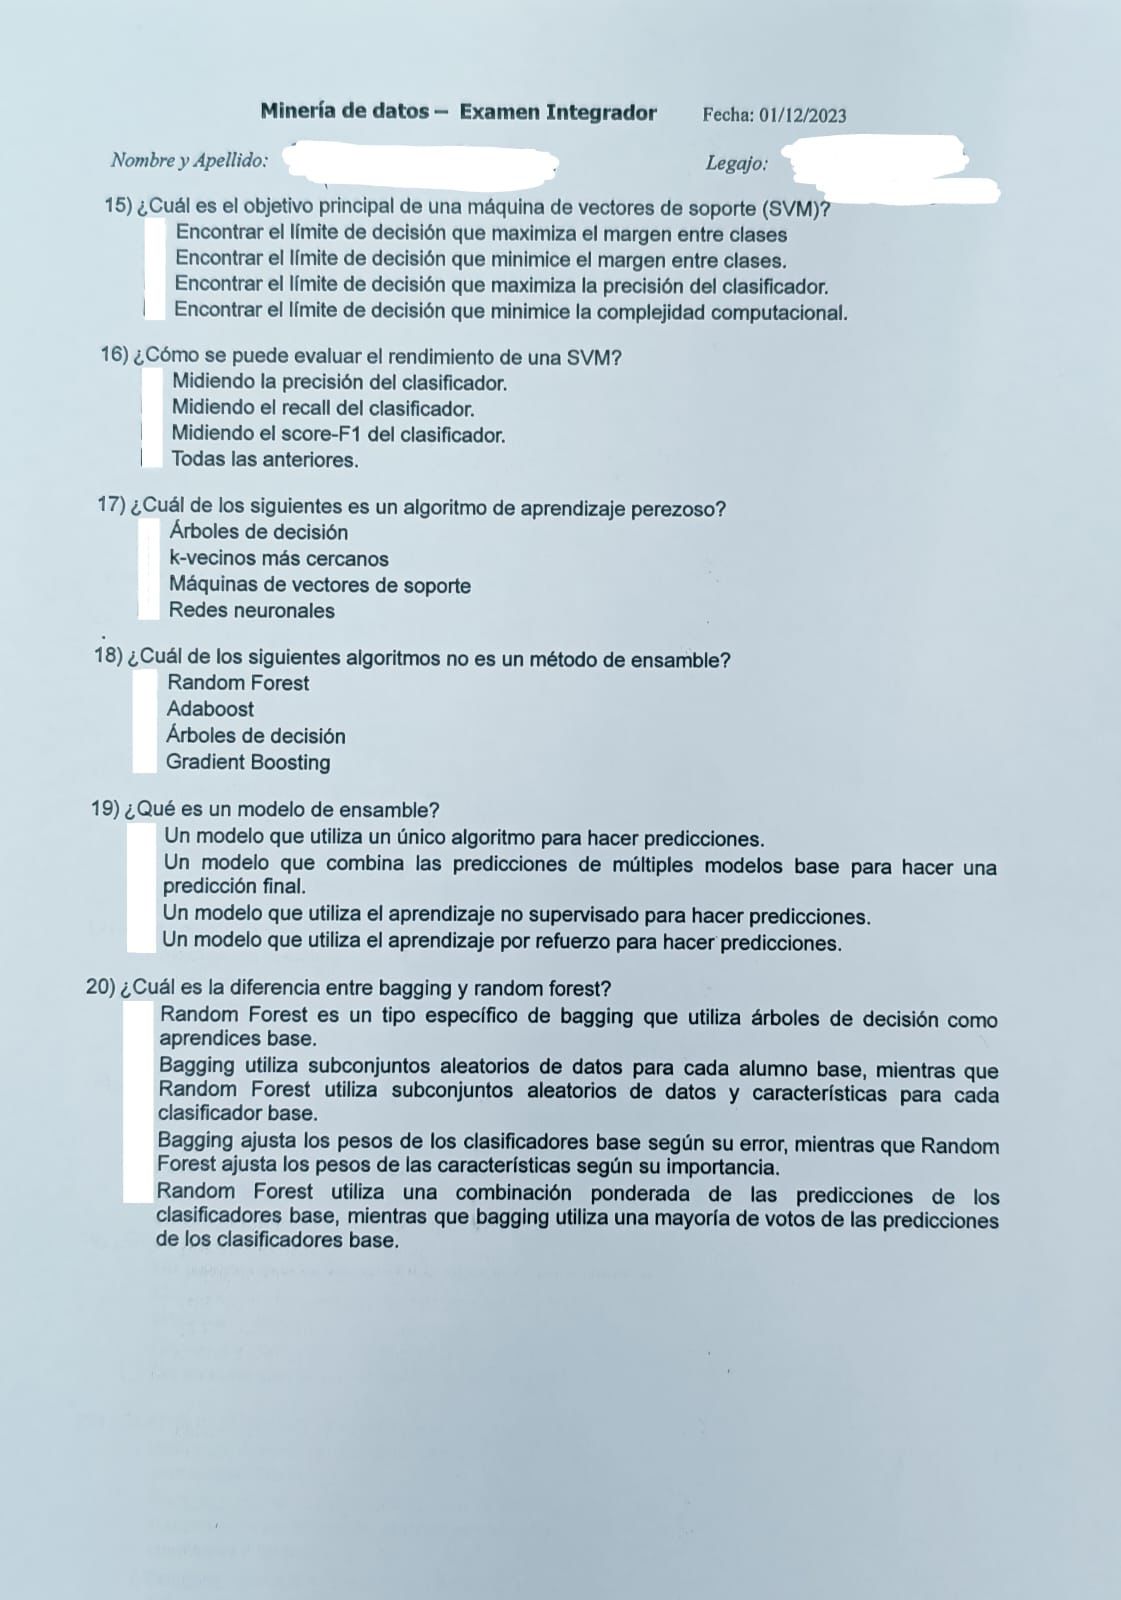 Minería de datos – Examen Integrador Fecha: 01/12/2023
Nombre y Apellido: Legajo:
15) ¿Cuál es el objetivo principal de una máquina de vectores de soporte (SVM)?
Encontrar el límite de decisión que maximiza el margen entre clases
Encontrar el límite de decisión que minimice el margen entre clases.
Encontrar el límite de decisión que maximiza la precisión del clasificador.
Encontrar el límite de decisión que minimice la complejidad computacional.
16) ¿Cómo se puede evaluar el rendimiento de una SVM?
Midiendo la precisión del clasificador.
Midiendo el recall del clasificador.
Midiendo el score-F1 del clasificador.
Todas las anteriores.
17) ¿Cuál de los siguientes es un algoritmo de aprendizaje perezoso?
Árboles de decisión
k-vecinos más cercanos
Máquinas de vectores de soporte
Redes neuronales
18) ¿Cuál de los siguientes algoritmos no es un método de ensamble?
Random Forest
Adaboost
Árboles de decisión
Gradient Boosting
19) ¿Qué es un modelo de ensamble?
Un modelo que utiliza un único algoritmo para hacer predicciones.
Un modelo que combina las predicciones de múltiples modelos base para hacer una
predicción final.
Un modelo que utiliza el aprendizaje no supervisado para hacer predicciones.
Un modelo que utiliza el aprendizaje por refuerzo para hacer predicciones.
20) ¿Cuál es la diferencia entre bagging y random forest?
Random Forest es un tipo específico de bagging que utiliza árboles de decisión como
aprendices base.
Bagging utiliza subconjuntos aleatorios de datos para cada alumno base, mientras que
Random Forest utiliza subconjuntos aleatorios de datos y características para cada
clasificador base.
Bagging ajusta los pesos de los clasificadores base según su error, mientras que Random
Forest ajusta los pesos de las características según su importancia.
Random Forest utiliza una combinación ponderada de las predicciones de los
clasificadores base, mientras que bagging utiliza una mayoría de votos de las predicciones
de los clasificadores base.